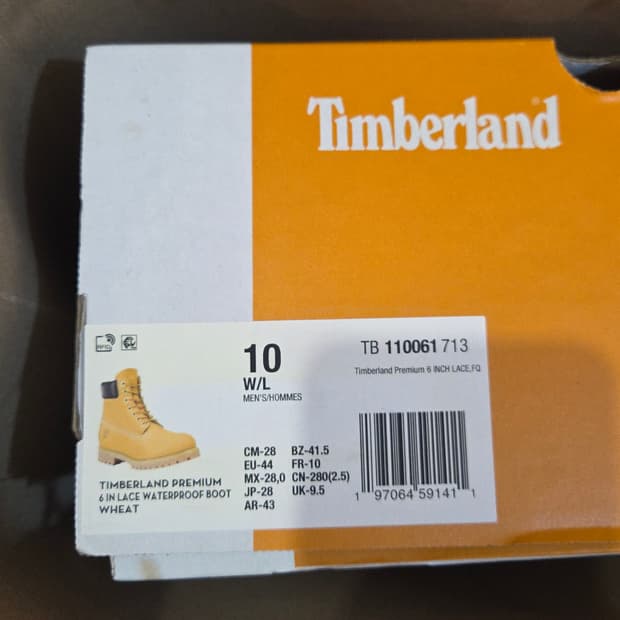 Timberland
RFID
10
W/L
MEN'S/HOMMES
TB 110061 713
Timberland Premium 6 INCH LACE,FQ
CM-28 BZ-41.5
EU-44 FR-10
MX-28,0 CN-280(2.5)
JP-28 UK-9.5
AR-43
TIMBERLAND PREMIUM
6 IN LACE WATERPROOF BOOT
WHEAT
1 97064 59141 1